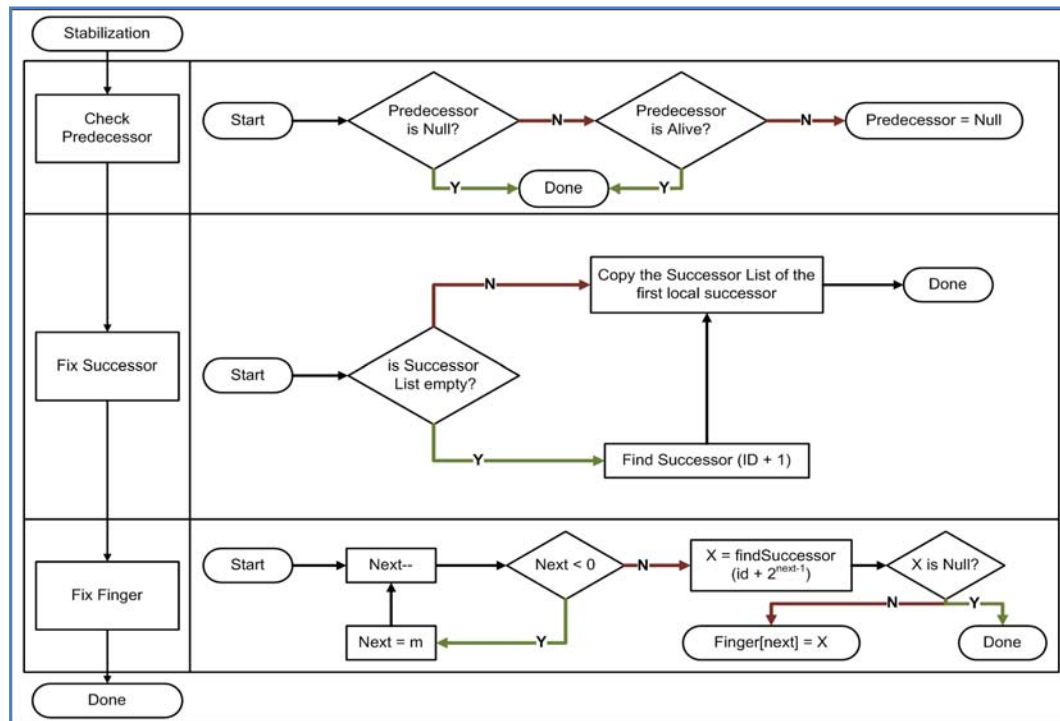 Stabilization
Check
Predecessor
Start
Predecessor
is Null?
N
Predecessor
is Alive?
N
Predecessor = Null
Y
Done
Y
Fix Successor
Start
is Successor
List empty?
N
Copy the Successor List of the
first local successor
Done
Y
Find Successor (ID + 1)
Fix Finger
Start
Next--
Next < 0
N
X = findSuccessor
(id + 2^next-1)
X is Null?
Y
Next = m
N
Y
Finger[next] = X
Done
Done